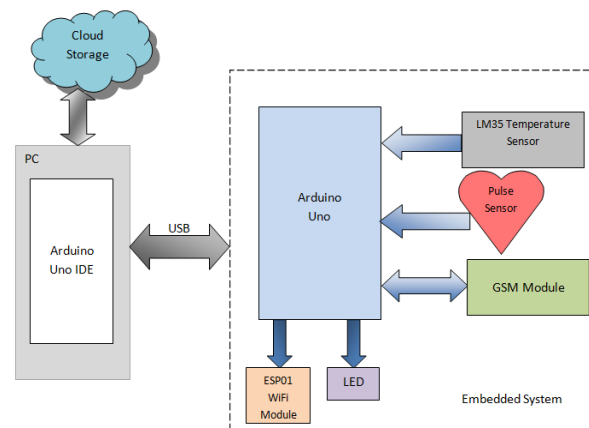 Cloud
Storage
PC
Arduino
Uno IDE
USB
Arduino
Uno
LM35 Temperature
Sensor
Pulse
Sensor
GSM Module
ESP01
WiFi
Module
LED
Embedded System